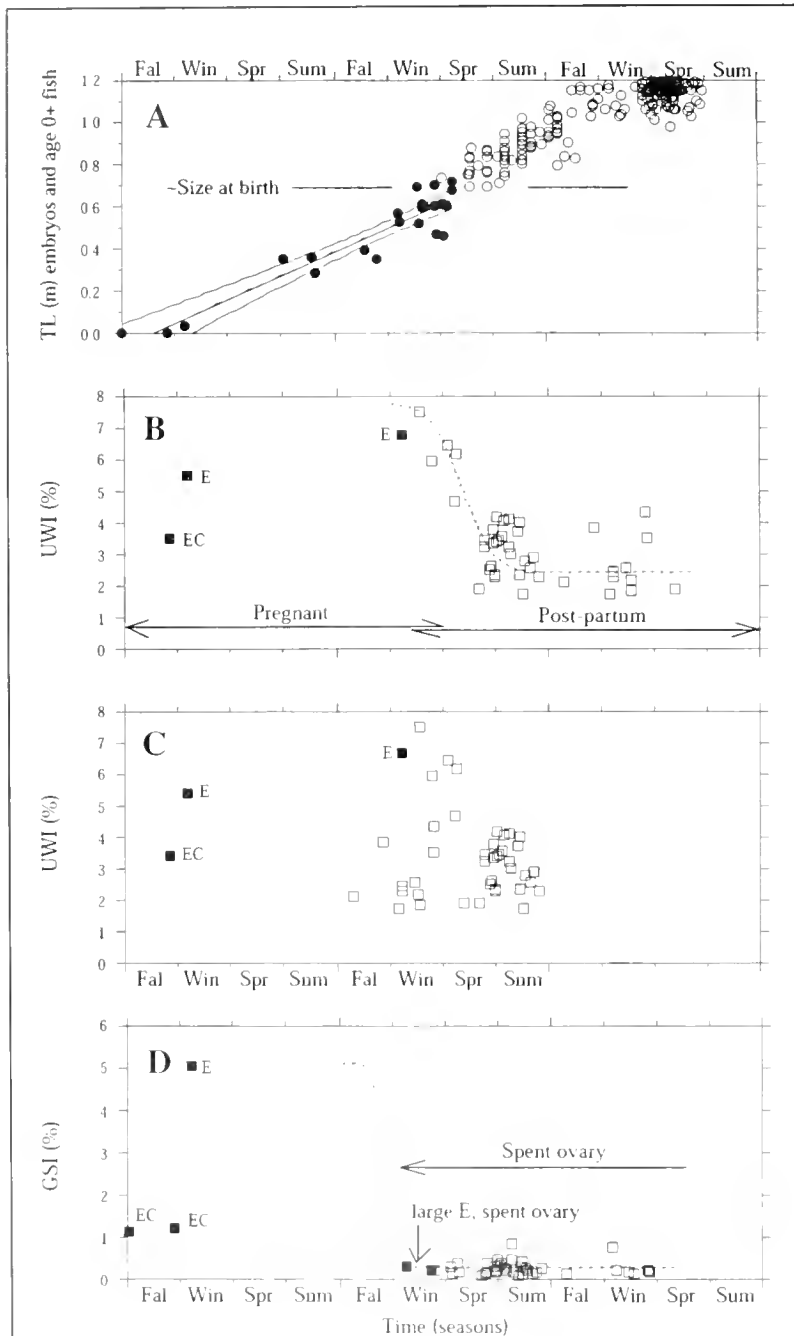 Fal Win Spr Sum Fal Win Spr Sum Fal Win Spr Sum
A
TL (m) embryos and age 0+ fish
1 2
1 0
0.8
~Size at birth
0.6
0 4
0.2
0 0
B
UWI (%)
8
7
6
5
4
3
2
1
0
E
E
EC
Pregnant
Post-partum
C
UWI (%)
8
7
6
5
4
3
2
1
0
E
E
EC
Fal Win Spr Sum Fal Win Spr Sum
D
GSI (%)
6
5
4
3
2
1
0
E
EC
EC
Spent ovary
large E, spent ovary
Fal Win Spr Sum Fal Win Spr Sum Fal Win Spr Sum
Time (seasons)